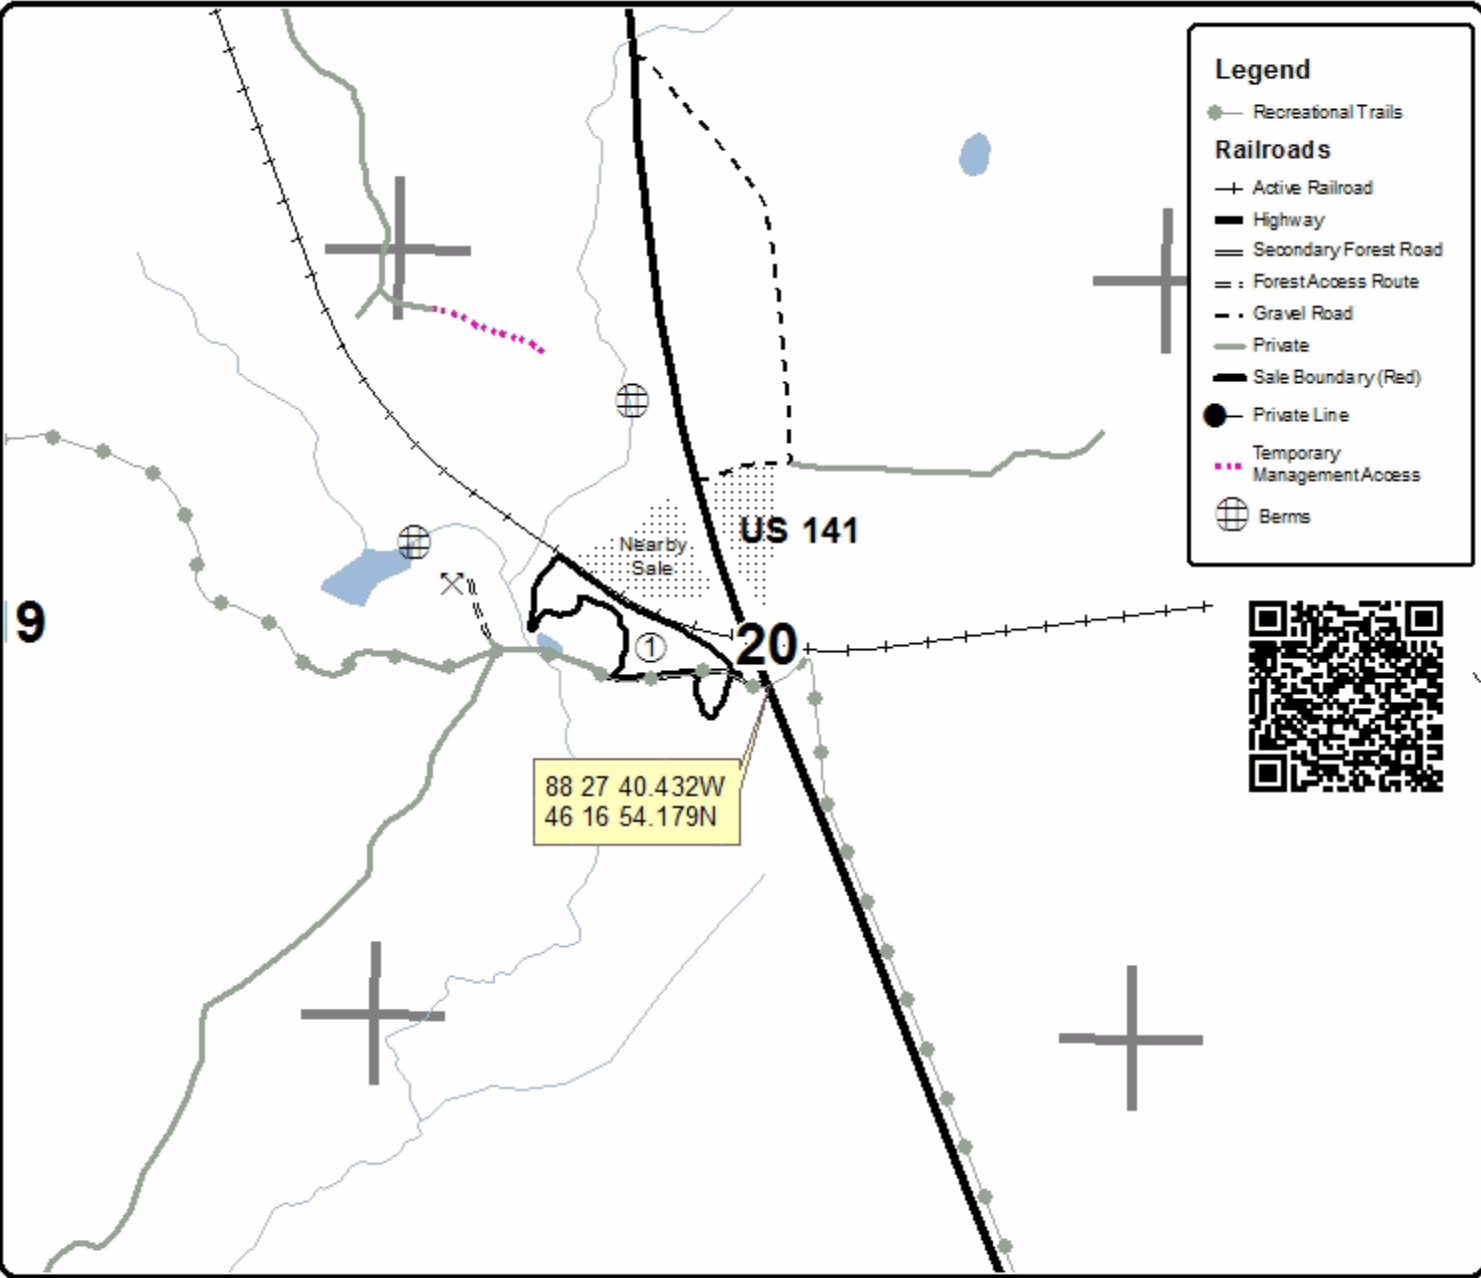 Legend
Recreational Trails
Railroads
Active Railroad
Highway
Secondary Forest Road
Forest Access Route
Gravel Road
Private
Sale Boundary (Red)
Private Line
Temporary
Management Access
Berms
US 141
Nearby
Sale
9
20
1
88 27 40.432W
46 16 54.179N